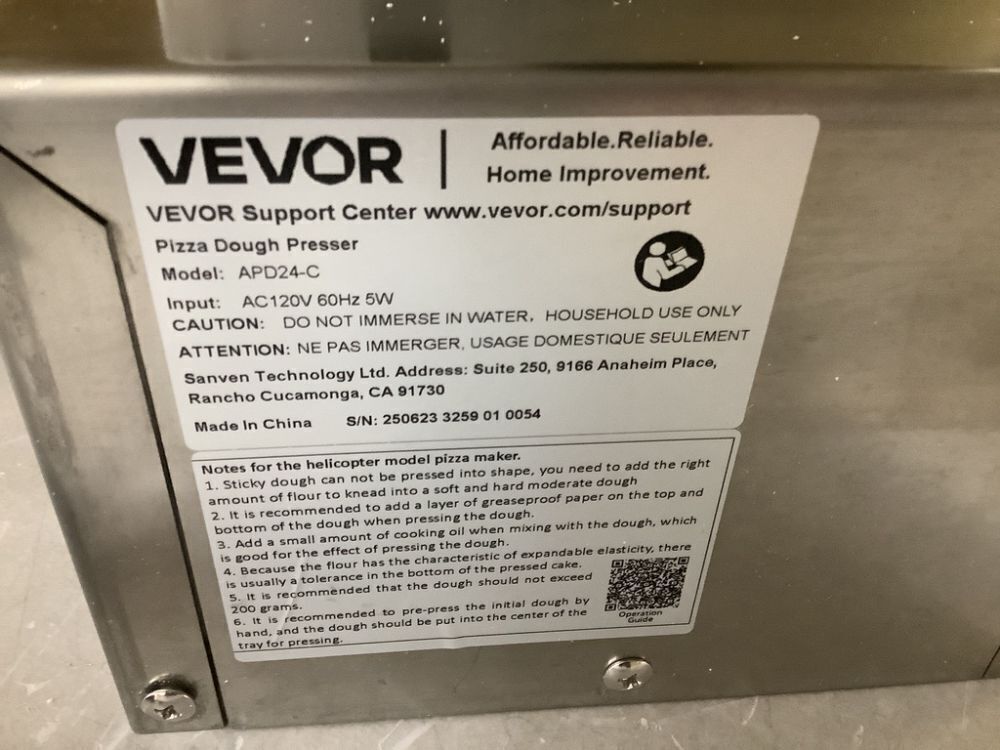 VEVOR
Affordable.Reliable.
Home Improvement.
VEVOR Support Center www.vevor.com/support
Pizza Dough Presser
Model: APD24-C
Input: AC120V 60Hz 5W
CAUTION: DO NOT IMMERSE IN WATER, HOUSEHOLD USE ONLY
ATTENTION: NE PAS IMMERGER, USAGE DOMESTIQUE SEULEMENT
Sanven Technology Ltd. Address: Suite 250, 9166 Anaheim Place,
Rancho Cucamonga, CA 91730
Made In China S/N: 250623 3259 01 0054
Notes for the helicopter model pizza maker.
1. Sticky dough can not be pressed into shape, you need to add the right
amount of flour to knead into a soft and hard moderate dough
2. It is recommended to add a layer of greaseproof paper on the top and
bottom of the dough when pressing the dough.
3. Add a small amount of cooking oil when mixing with the dough, which
is good for the effect of pressing the dough.
4. Because the flour has the characteristic of expandable elasticity, there
is usually a tolerance in the bottom of the pressed cake.
5. It is recommended that the dough should not exceed
200 grams.
6. It is recommended to pre-press the initial dough by
hand, and the dough should be put into the center of the
tray for pressing.
Operation
Guide